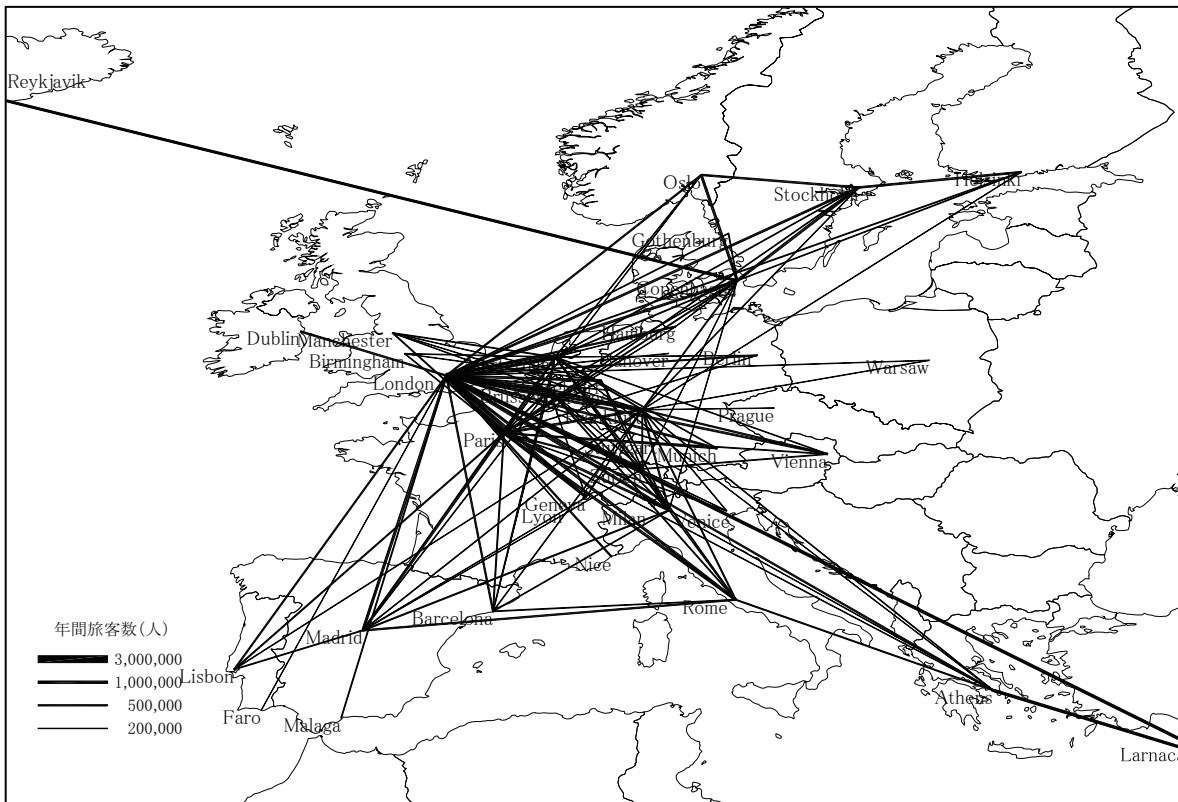 Reykjavik
Oslo
Helsinki
Stockholm
Gothenburg
Hamburg
Dublin
Manchester
Birmingham
Hanover
Berlin
Warsaw
London
Prague
Paris
Munich
Vienna
Geneva
Lyon
Milan
Venice
Nice
Rome
Barcelona
Madrid
Lisbon
Faro
Malaga
Athens
Larnaca
年間旅客数(人)
3,000,000
1,000,000
500,000
200,000